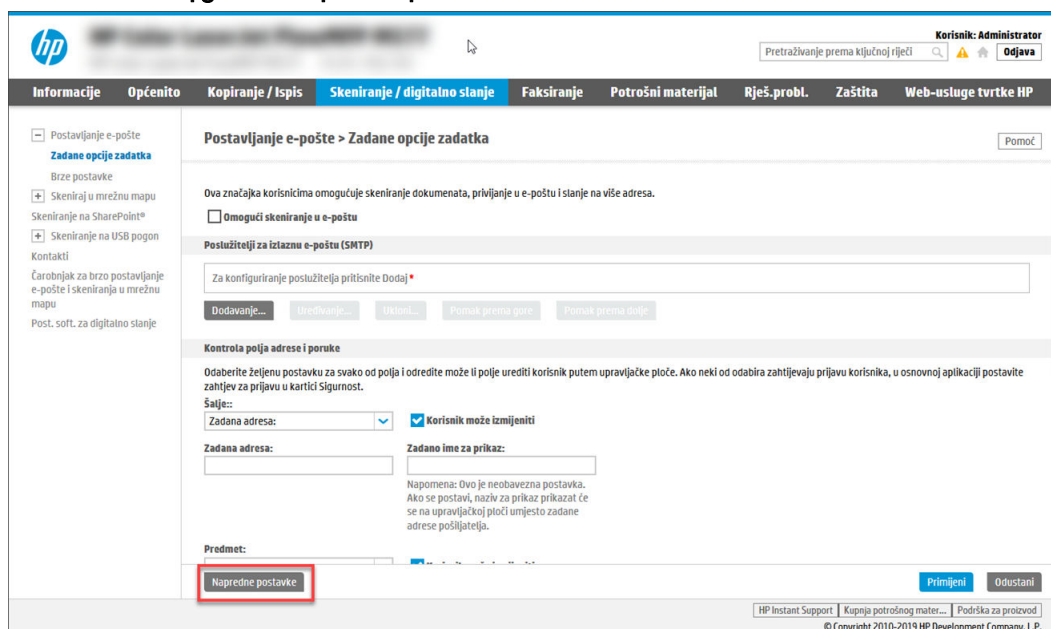 hp
Korisnik: Administrator
Pretraživanje prema ključnoj riječi
Odjava
Informacije Općenito Kopiranje / Ispis Skeniranje / digitalno slanje Faksiranje Potrošni materijal Rješ.probl. Zaštita Web-usluge tvrtke HP
Postavljanje e-pošte
Zadane opcije zadatka
Brze postavke
Skeniraj u mrežnu mapu
Skeniranje na SharePoint®
Skeniranje na USB pogon
Kontakti
Čarobnjak za brzo postavljanje
e-pošte i skeniranja u mrežnu
mapu
Post. soft. za digitalno slanje
Postavljanje e-pošte > Zadane opcije zadatka
Pomoć
Ova značajka korisnicima omogućuje skeniranje dokumenata, privijanje u e-poštu i slanje na više adresa.
Omogući skeniranje u e-poštu
Poslužitelji za izlaznu e-poštu (SMTP)
Za konfiguriranje poslužitelja pritisnite Dodaj *
Dodavanje... Uređivanje... Ukloni... Pomak prema gore Pomak prema dolje
Kontrola polja adrese i poruke
Odaberite željenu postavku za svako od polja i odredite može li polje urediti korisnik putem upravljačke ploče. Ako neki od odabira zahtijevaju prijavu korisnika, u osnovnoj aplikaciji postavite
zahtjev za prijavu u kartici Sigurnost.
Šalje::
Zadana adresa: Korisnik može izmijeniti
Zadana adresa: Zadano ime za prikaz:
Napomena: Ovo je neobavezna postavka.
Ako se postavi, naziv za prikaz prikazat će
se na upravljačkoj ploči umjesto zadane
adrese pošiljatelja.
Predmet:
Napredne postavke Primijeni Odustani
HP Instant Support Kupnja potrošnog mater... Podrška za proizvod
© Copyright 2010-2019 HP Development Company, L.P.